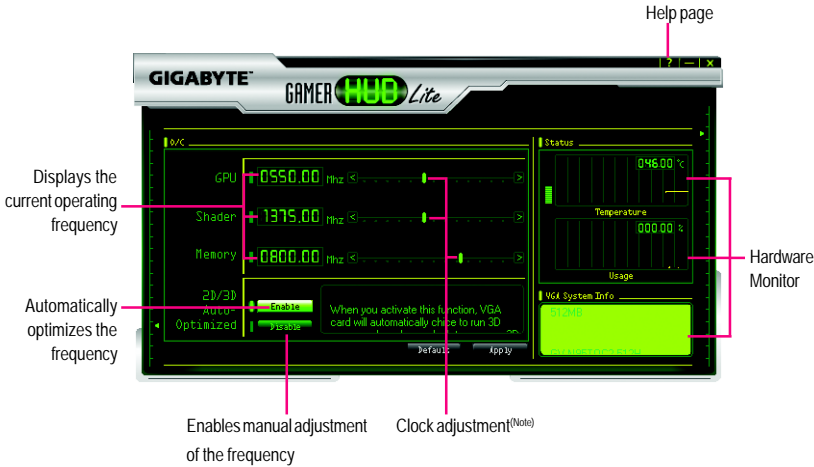 Help page
? — ×
GIGABYTE™
GAMER HUD Lite
O/C
Status
GPU 0550.00 Mhz < >
046.00 °C
Temperature
Displays the
current operating
frequency
Shader 1375.00 Mhz < >
000.00 %
Usage
Memory 0800.00 Mhz < >
Hardware
Monitor
2D/3D
Auto-
Optimized
Enable
Disable
When you activate this function, VGA
card will automatically chice to run 3D
VGA System Info
512MB
Automatically
optimizes the
frequency
Default Apply
Enables manual adjustment
of the frequency
Clock adjustment(Note)